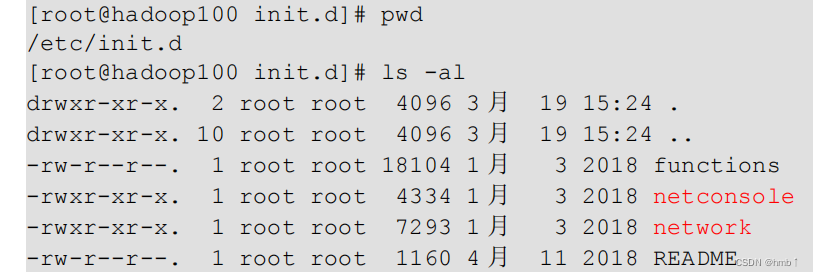 [root@hadoop100 init.d]# pwd
/etc/init.d
[root@hadoop100 init.d]# ls -al
drwxr-xr-x.  2 root root  4096 3月  19 15:24 .
drwxr-xr-x. 10 root root  4096 3月  19 15:24 ..
-rw-r--r--.  1 root root 18104 1月   3 2018 functions
-rwxr-xr-x.  1 root root  4334 1月   3 2018 netconsole
-rwxr-xr-x.  1 root root  7293 1月   3 2018 network
-rw-r--r--.  1 root root  1160 4月  11 2018 README
CSDN @hmb↑